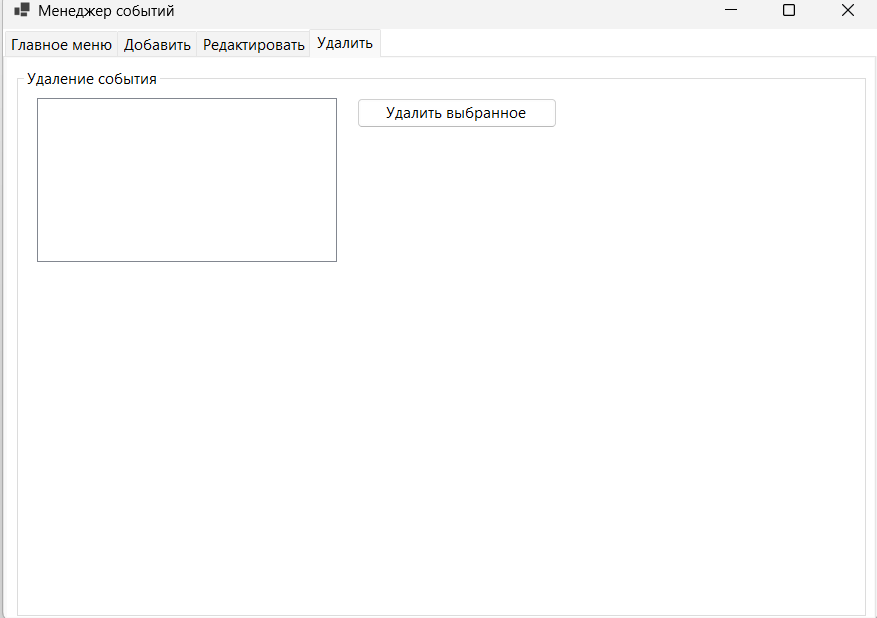 Менеджер событий
Главное меню Добавить Редактировать Удалить
Удаление события
Удалить выбранное